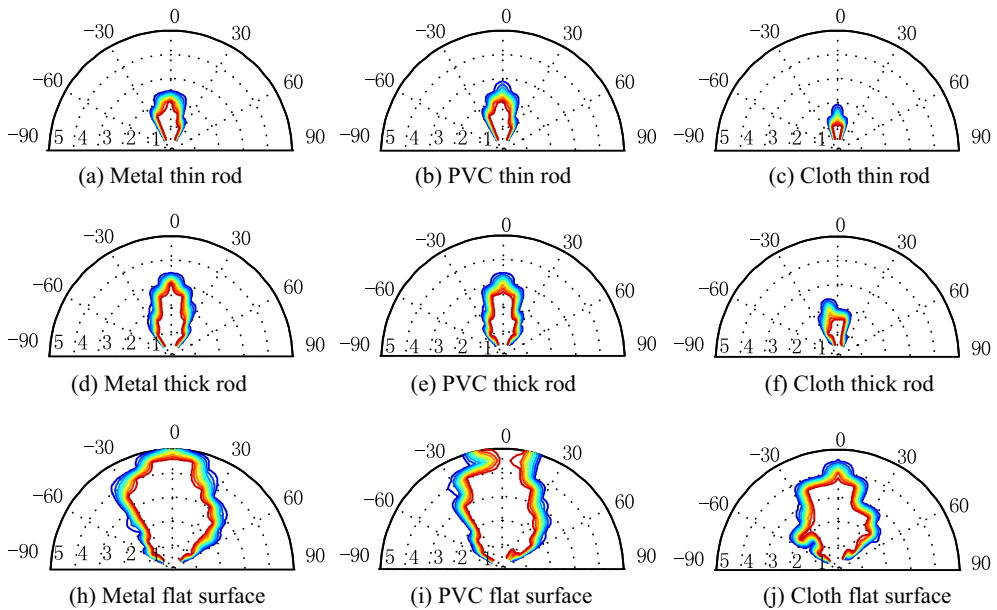 0 0 0
−30 30 −30 30 −30 30
−60 60 −60 60 −60 60
−90 5 4 3 2 1 90 −90 5 4 3 2 1 90 −90 5 4 3 2 1 90
(a) Metal thin rod (b) PVC thin rod (c) Cloth thin rod
0 0 0
−30 30 −30 30 −30 30
−60 60 −60 60 −60 60
−90 5 4 3 2 1 90 −90 5 4 3 2 1 90 −90 5 4 3 2 1 90
(d) Metal thick rod (e) PVC thick rod (f) Cloth thick rod
0 0 0
−30 30 −30 30 −30 30
−60 60 −60 60 −60 60
−90 5 4 3 2 1 90 −90 5 4 3 2 1 90 −90 5 4 3 2 1 90
(h) Metal flat surface (i) PVC flat surface (j) Cloth flat surface